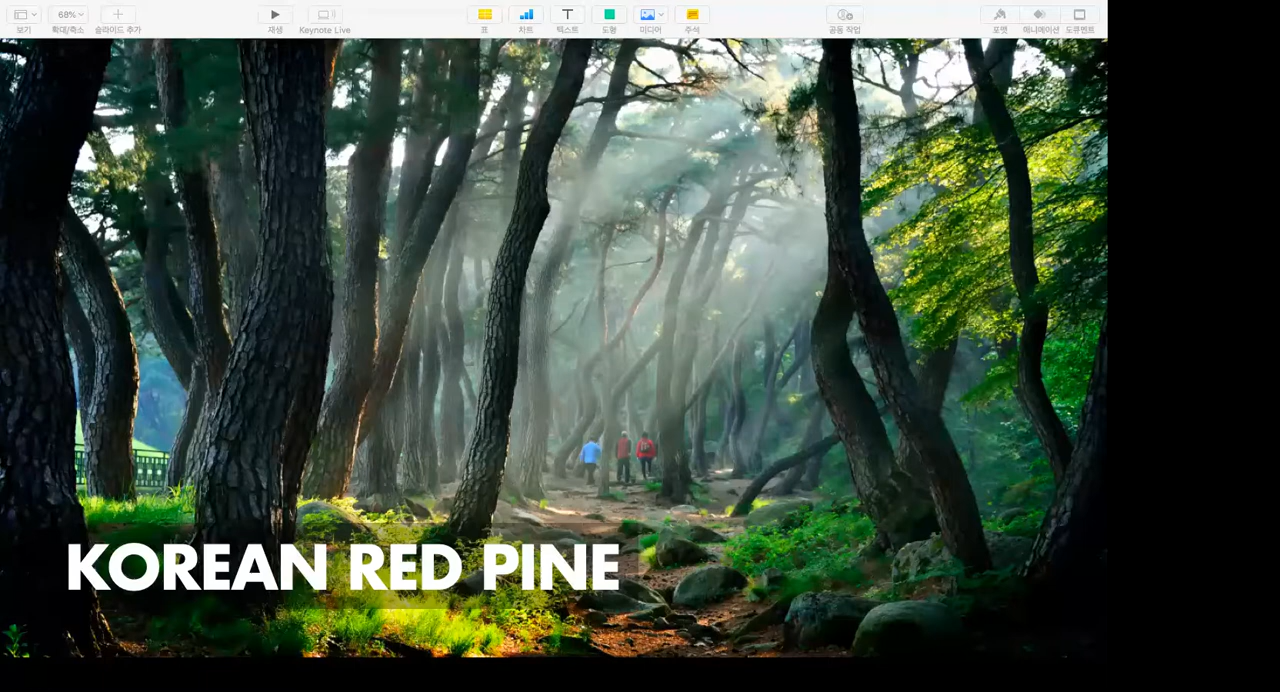 68%
보기
확대/축소
슬라이드 추가
재생
Keynote Live
표
차트
T
텍스트
도형
미디어
주석
공동 작업
포맷
애니메이션
도큐멘트
KOREAN RED PINE